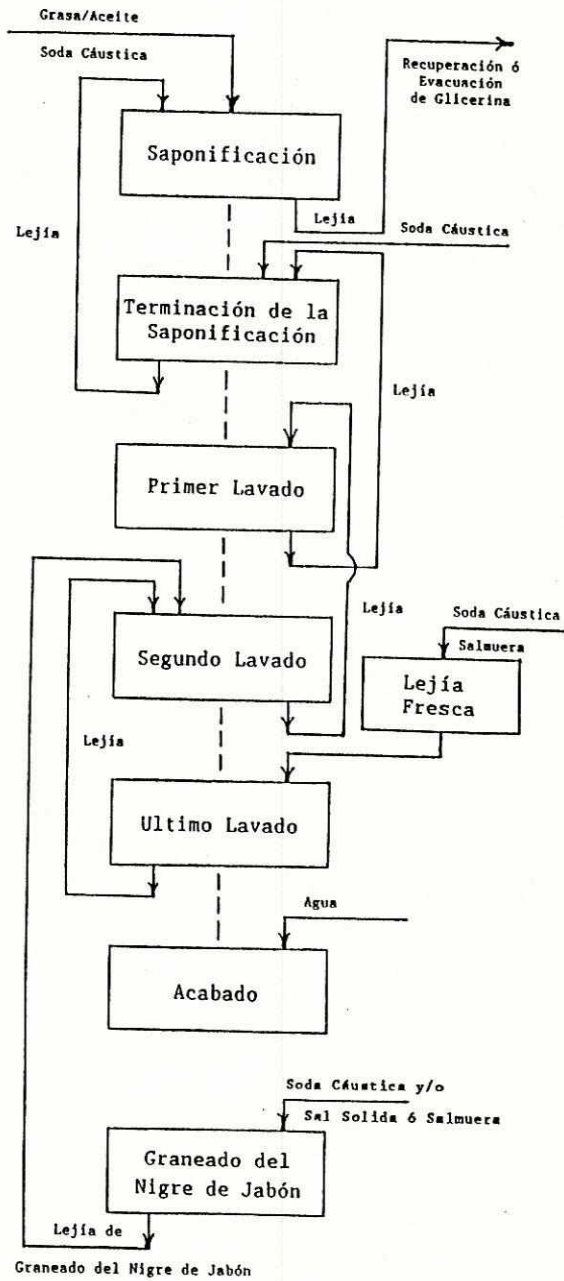 Grasa/Aceite
Soda Cáustica
Recuperación ó
Evacuación
de Glicerina
Saponificación
Lejía
Lejía
Soda Cáustica
Terminación de la
Saponificación
Lejía
Primer Lavado
Lejía
Soda Cáustica
Salmuera
Segundo Lavado
Lejía
Fresca
Lejía
Ultimo Lavado
Agua
Acabado
Soda Cáustica y/o
Sal Solida ó Salmuera
Graneado del
Nigre de Jabón
Lejía de
Graneado del Nigre de Jabón